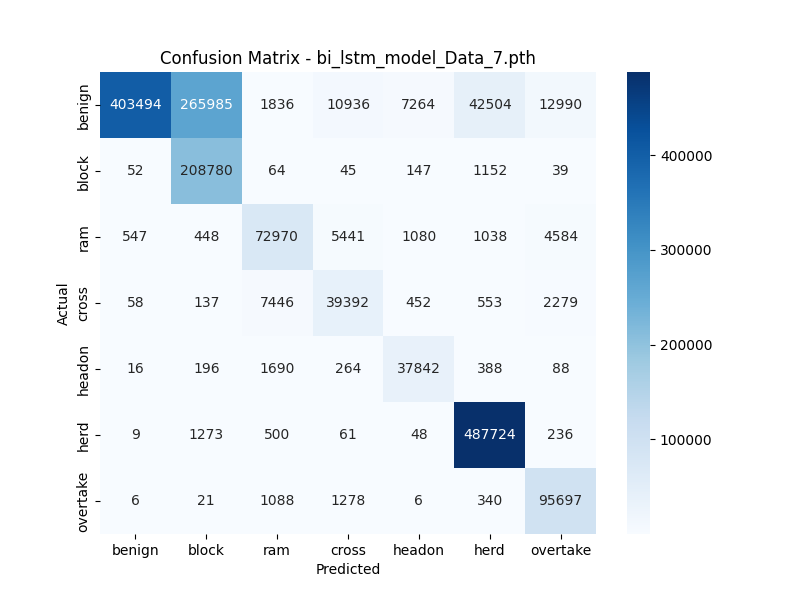 Confusion Matrix - bi_lstm_model_Data_7.pth
benign 403494 265985 1836 10936 7264 42504 12990
block 52 208780 64 45 147 1152 39
ram 547 448 72970 5441 1080 1038 4584
cross 58 137 7446 39392 452 553 2279
headon 16 196 1690 264 37842 388 88
herd 9 1273 500 61 48 487724 236
overtake 6 21 1088 1278 6 340 95697
benign block ram cross headon herd overtake
Predicted
Actual
400000
300000
200000
100000